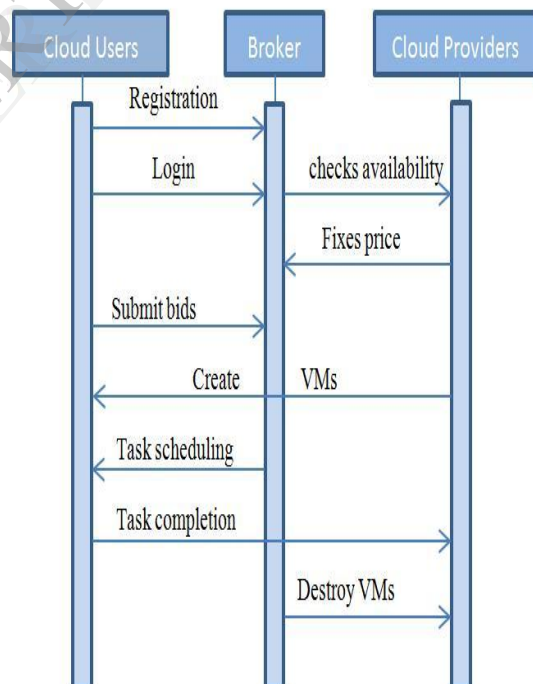 Cloud Users
Broker
Cloud Providers
Registration
Login
checks availability
Fixes price
Submit bids
Create VMs
Task scheduling
Task completion
Destroy VMs